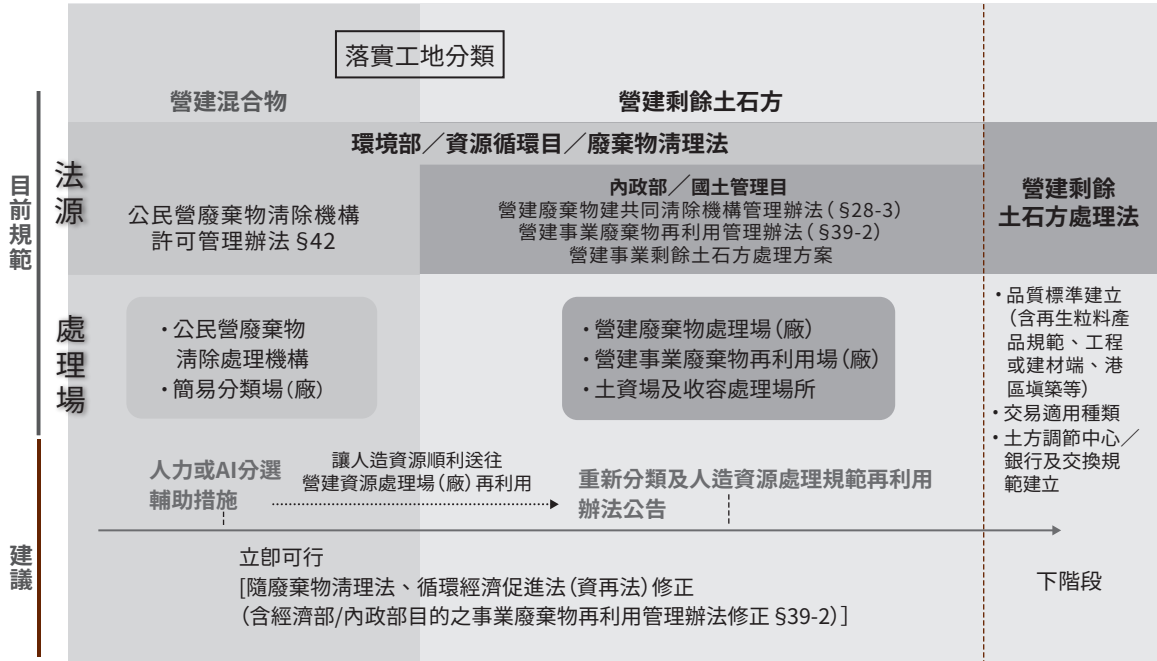 落實工地分類
營建混合物
營建剩餘土石方
目前規範
法源
環境部／資源循環目／廢棄物清理法
公民營廢棄物清除機構
許可管理辦法 §42
內政部／國土管理目
營建廢棄物建共同清除機構管理辦法(§28-3)
營建事業廢棄物再利用管理辦法(§39-2)
營建事業剩餘土石方處理方案
營建剩餘
土石方處理法
處理場
・公民營廢棄物
清除處理機構
・簡易分類場(廠)
・營建廢棄物處理場(廠)
・營建事業廢棄物再利用場(廠)
・土資場及收容處理場所
・品質標準建立
(含再生粒料產
品規範、工程
或建材端、港
區填築等)
・交易適用種類
・土方調節中心／
銀行及交換規
範建立
建議
人力或AI分選
輔助措施
讓人造資源順利送往
營建資源處理場(廠)再利用
重新分類及人造資源處理規範再利用
辦法公告
立即可行
[隨廢棄物清理法、循環經濟促進法(資再法)修正
(含經濟部/內政部目的之事業廢棄物再利用管理辦法修正 §39-2)]
下階段